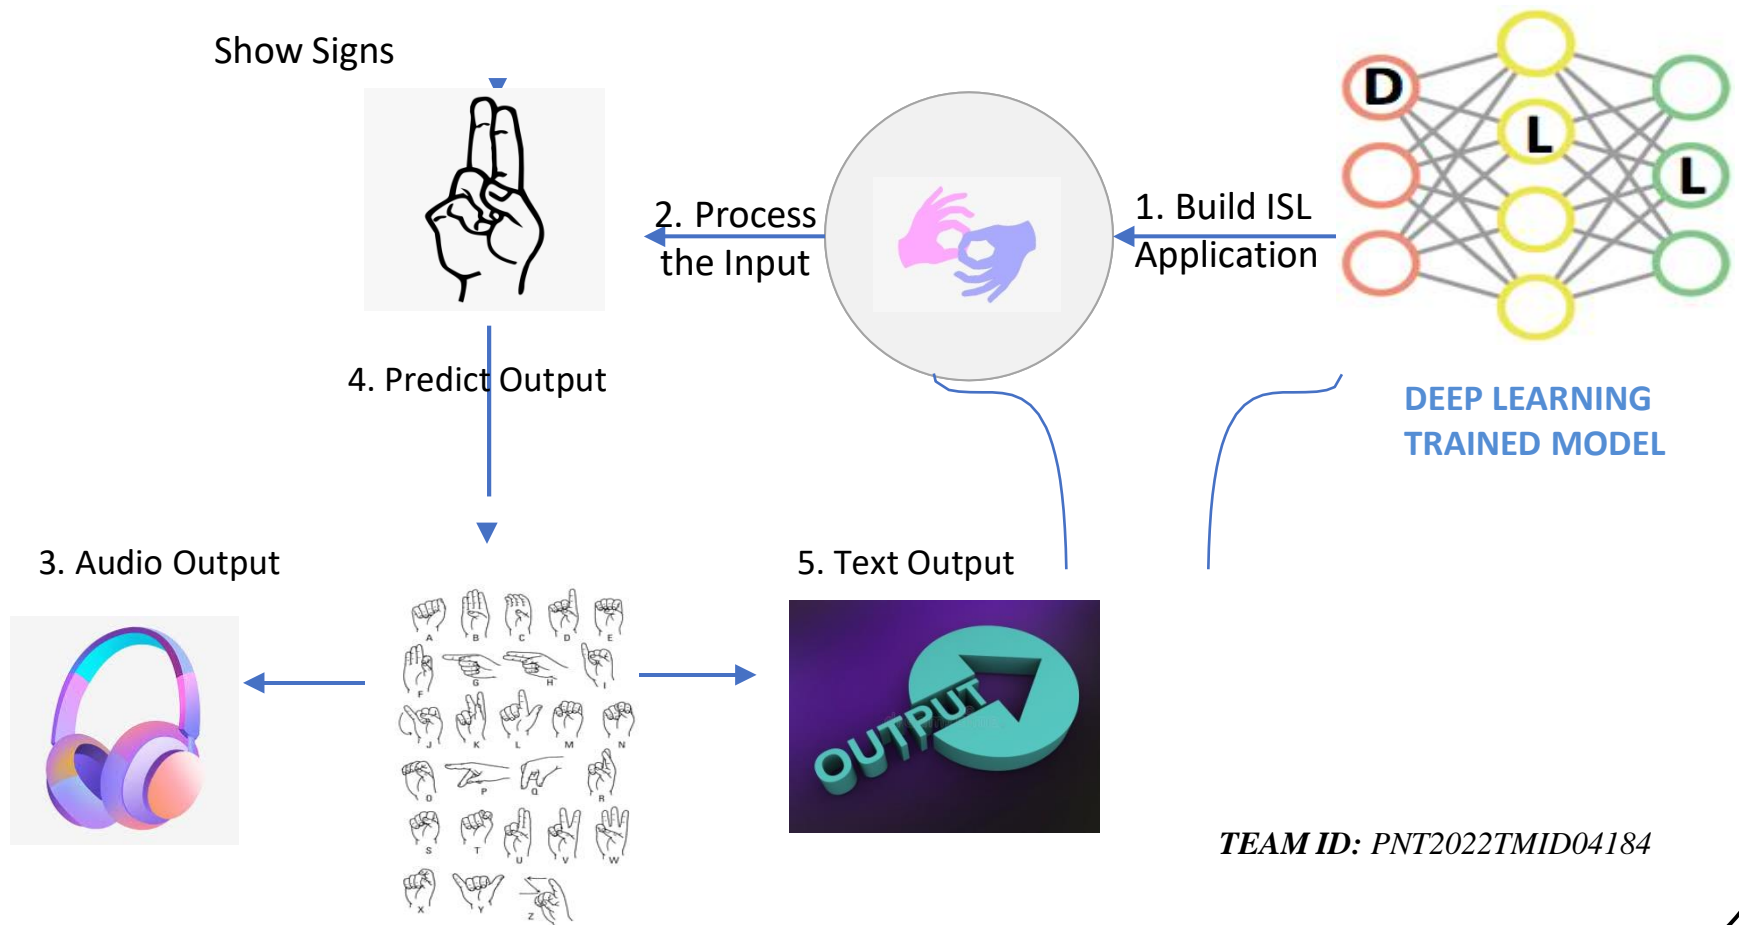 Show Signs
D
L
L
2. Process
the Input
1. Build ISL
Application
4. Predict Output
DEEP LEARNING
TRAINED MODEL
3. Audio Output
5. Text Output
A B C D E
F G H I
J K L M N
O P Q R
S T U V W
X Y Z
OUTPUT
TEAM ID: PNT2022TMID04184